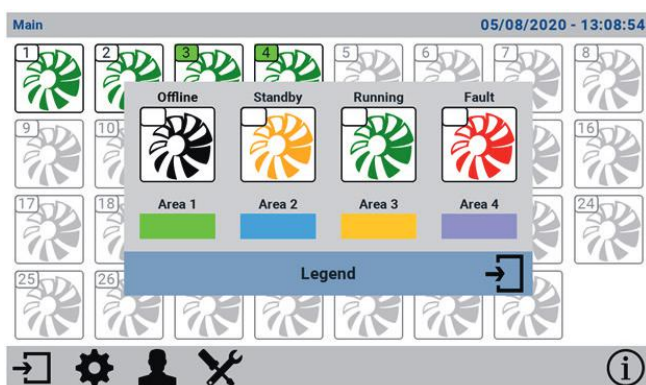 Main 05/08/2020 - 13:08:54
1 2 3 4 5 6 7 8
Offline Standby Running Fault
9 10 16
17 18 Area 1 Area 2 Area 3 Area 4 24
Legend
25 26
i